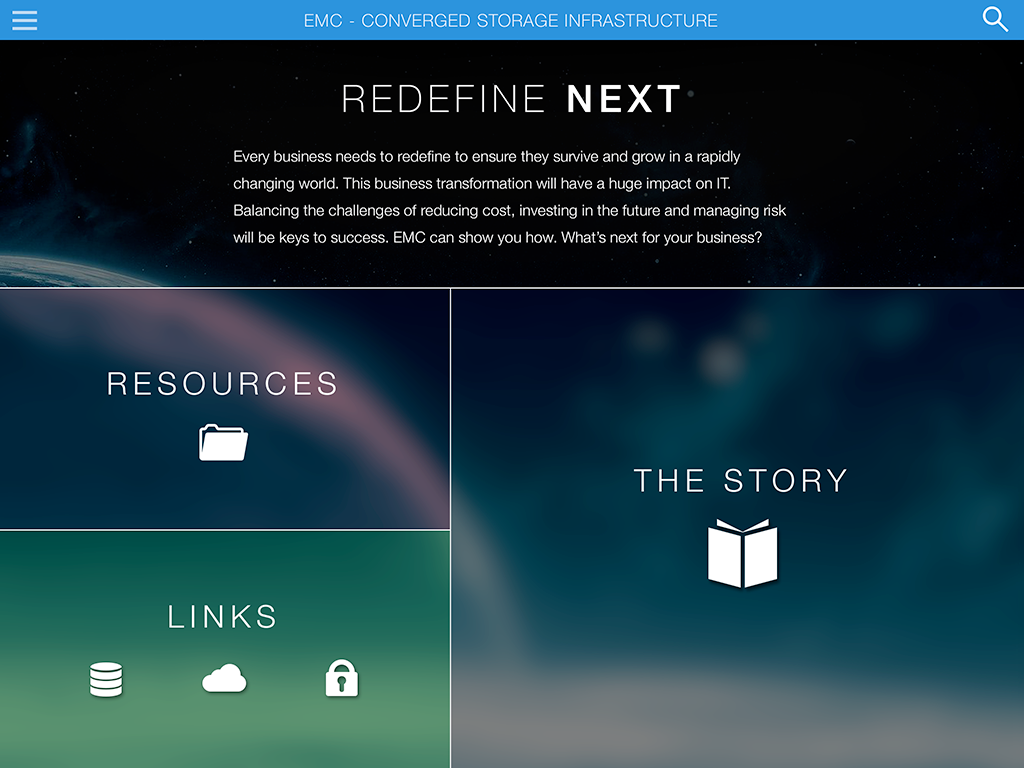 EMC - CONVERGED STORAGE INFRASTRUCTURE
REDEFINE NEXT
Every business needs to redefine to ensure they survive and grow in a rapidly
changing world. This business transformation will have a huge impact on IT.
Balancing the challenges of reducing cost, investing in the future and managing risk
will be keys to success. EMC can show you how. What’s next for your business?
RESOURCES
THE STORY
LINKS